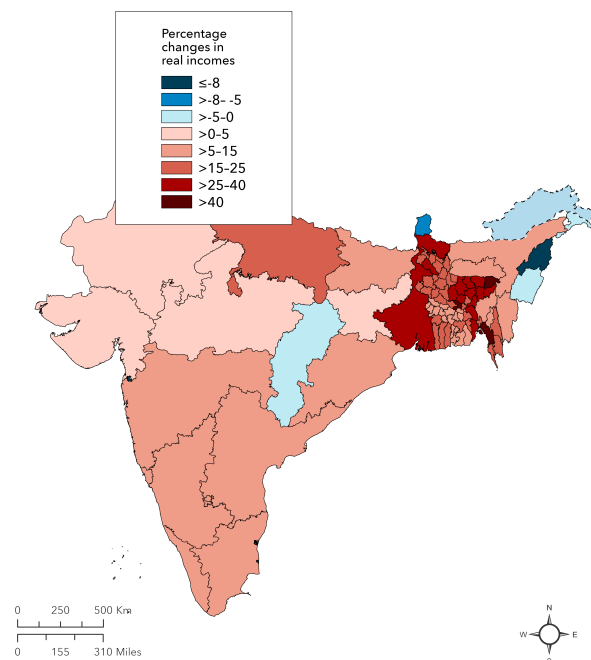 Percentage
changes in
real incomes
≤-8
>-8– -5
>-5–0
>0–5
>5–15
>15–25
>25–40
>40
0 250 500 Km
0 155 310 Miles
N
W E